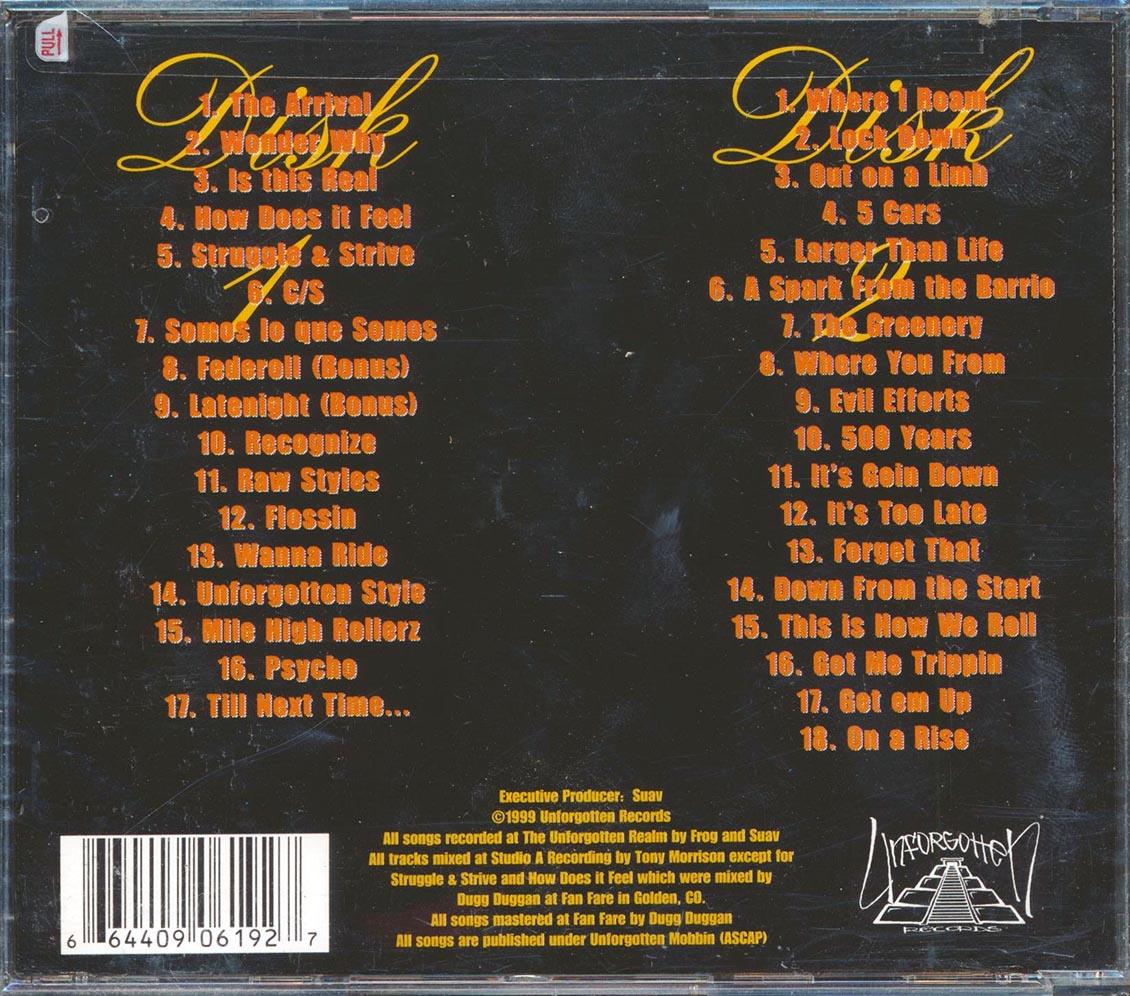 PULL
Disk
1
1. The Arrival
2. Wonder Why
3. Is this Real
4. How Does it Feel
5. Struggle & Strive
6. C/S
7. Somos lo que Somos
8. Federoll (Bonus)
9. Latenight (Bonus)
10. Recognize
11. Raw Styles
12. Flossin
13. Wanna Ride
14. Unforgotten Style
15. Mile High Rollerz
16. Psycho
17. Till Next Time...
Disk
2
1. Where I Roam
2. Lock Down
3. Out on a Limb
4. 5 Cars
5. Larger Than Life
6. A Spark From the Barrio
7. The Greenery
8. Where You From
9. Evil Efforts
10. 500 Years
11. It's Goin Down
12. It's Too Late
13. Forget That
14. Down From the Start
15. This is How We Roll
16. Got Me Trippin
17. Get em Up
18. On a Rise
Executive Producer: Suav
©1999 Unforgotten Records
All songs recorded at The Unforgotten Realm by Frog and Suav
All tracks mixed at Studio A Recording by Tony Morrison except for
Struggle & Strive and How Does it Feel which were mixed by
Dugg Duggan at Fan Fare in Golden, CO.
All songs mastered at Fan Fare by Dugg Duggan
All songs are published under Unforgotten Mobbin (ASCAP)
6 64409 06192 7
UNFORGOTTEN
RECORDS